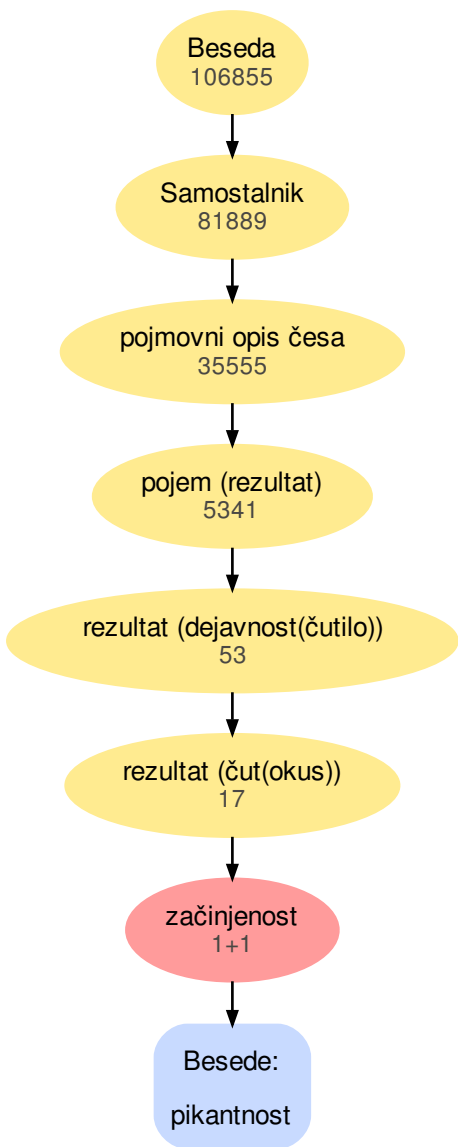 Beseda
106855
Samostalnik
81889
pojmovni opis česa
35555
pojem (rezultat)
5341
rezultat (dejavnost(čutilo))
53
rezultat (čut(okus))
17
začinjenost
1+1
Besede:
pikantnost